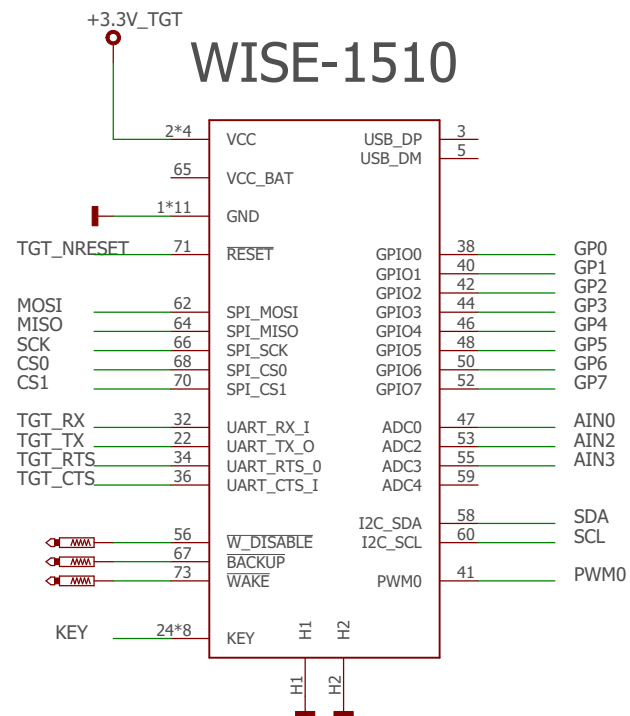 +3.3V_TGT
WISE-1510
2*4 VCC USB_DP 3
USB_DM 5
65 VCC_BAT
1*11 GND
TGT_NRESET 71 RESET GPIO0 38 GP0
GPIO1 40 GP1
GPIO2 42 GP2
MOSI 62 SPI_MOSI GPIO3 44 GP3
MISO 64 SPI_MISO GPIO4 46 GP4
SCK 66 SPI_SCK GPIO5 48 GP5
CS0 68 SPI_CS0 GPIO6 50 GP6
CS1 70 SPI_CS1 GPIO7 52 GP7
TGT_RX 32 UART_RX_I ADC0 47 AIN0
TGT_TX 22 UART_TX_O ADC2 53 AIN2
TGT_RTS 34 UART_RTS_0 ADC3 55 AIN3
TGT_CTS 36 UART_CTS_I ADC4 59
I2C_SDA 58 SDA
56 W_DISABLE I2C_SCL 60 SCL
67 BACKUP
73 WAKE PWM0 41 PWM0
KEY 24*8 KEY H1 H2
H1 H2